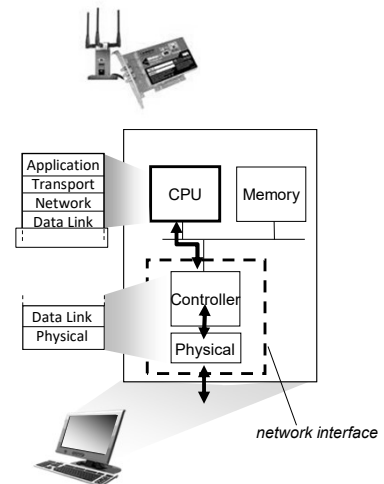 Application
Transport
Network
Data Link
CPU
Memory
Controller
Data Link
Physical
Physical
network interface